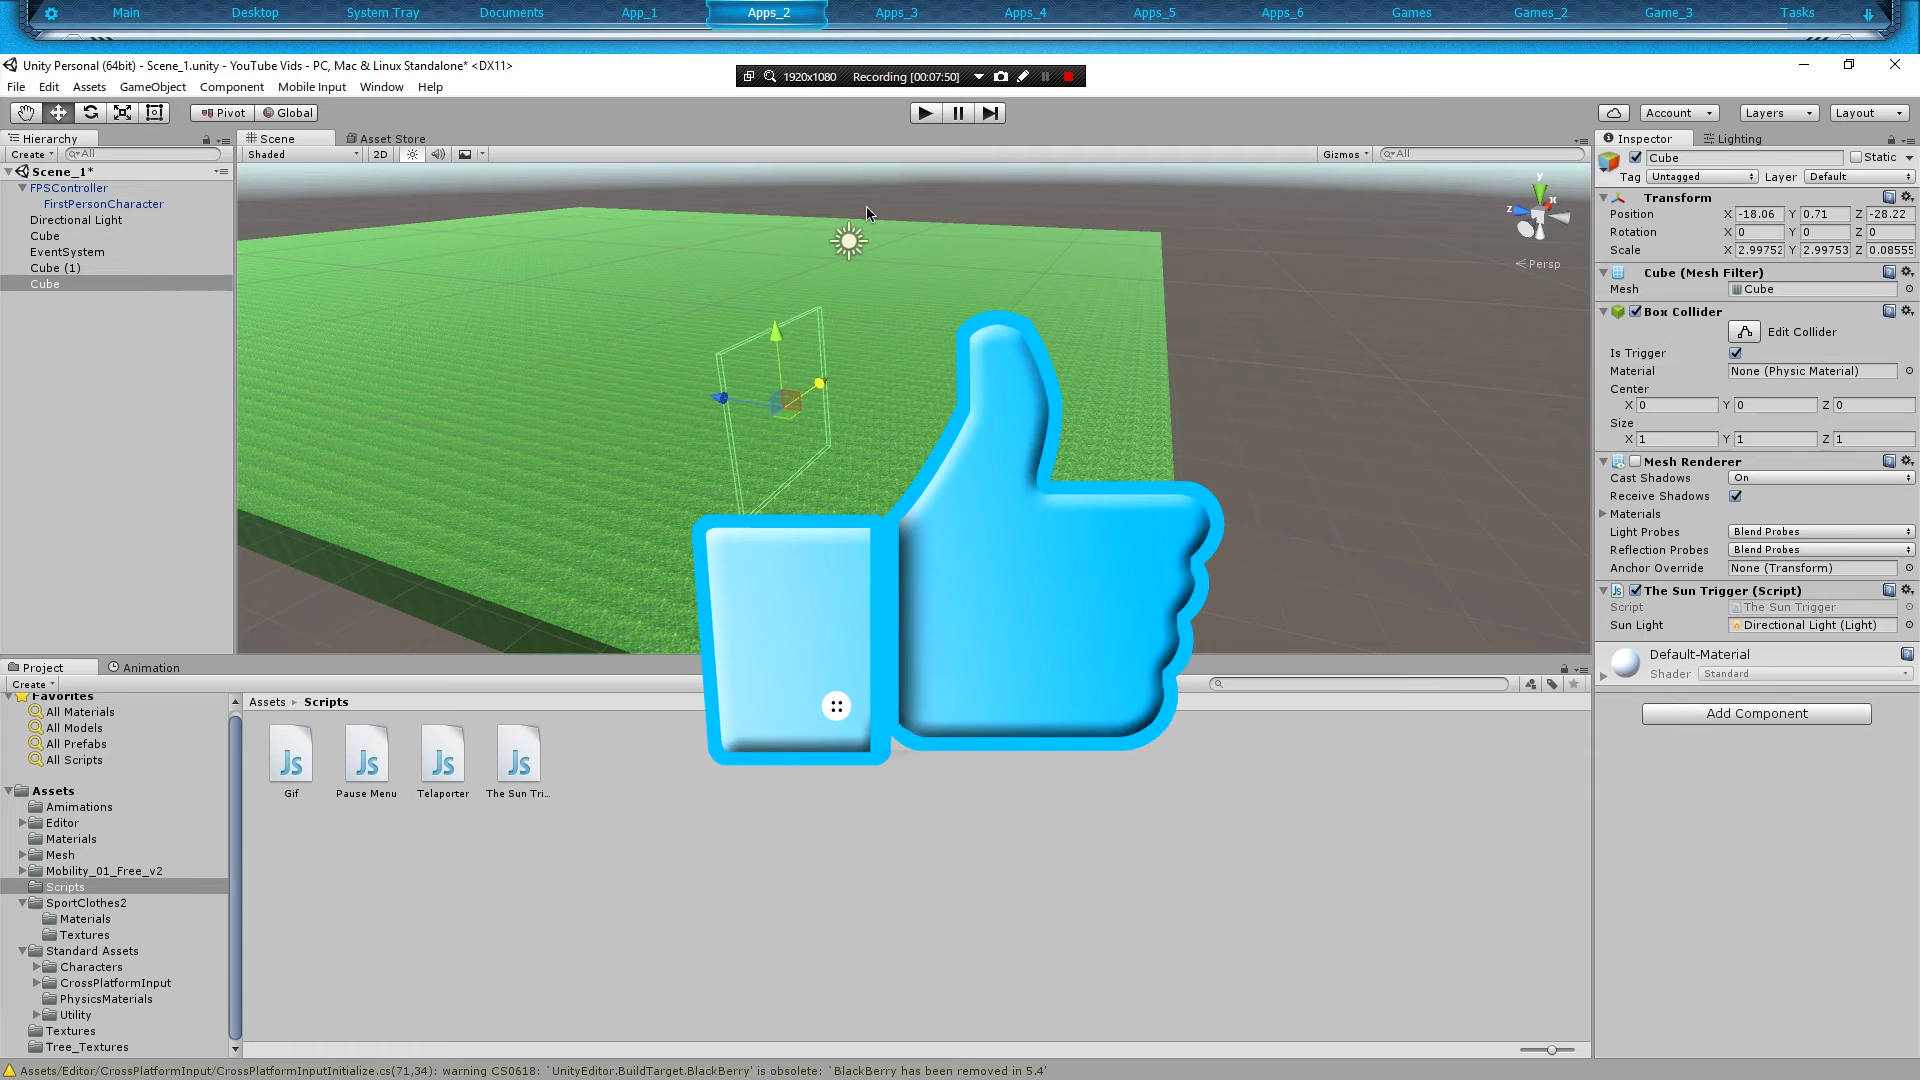 Main Desktop System Tray Documents App_1 Apps_2 Apps_3 Apps_4 Apps_5 Apps_6 Games Games_2 Game_3 Tasks
Unity Personal (64bit) - Scene_1.unity - YouTube Vids - PC, Mac & Linux Standalone* <DX11>
1920x1080 Recording [00:07:50]
File Edit Assets GameObject Component Mobile Input Window Help
Pivot Global Account Layers Layout
Hierarchy Scene Asset Store Inspector Lighting
Create All Shaded 2D Gizmos All Cube Static
Scene_1*
Tag Untagged Layer Default
FPSController
FirstPersonCharacter
Directional Light
Cube
EventSystem
Cube (1)
Cube
y
x
z
Persp
Transform
Position X -18.06 Y 0.71 Z -28.22
Rotation X 0 Y 0 Z 0
Scale X 2.99752 Y 2.99753 Z 0.08555
Cube (Mesh Filter)
Mesh Cube
Box Collider
Edit Collider
Is Trigger
Material None (Physic Material)
Center
X 0 Y 0 Z 0
Size
X 1 Y 1 Z 1
Mesh Renderer
Cast Shadows On
Receive Shadows
Materials
Light Probes Blend Probes
Reflection Probes Blend Probes
Anchor Override None (Transform)
The Sun Trigger (Script)
Script The Sun Trigger
Sun Light Directional Light (Light)
Default-Material
Shader Standard
Add Component
Project Animation
Create
Favorites
All Materials
All Models
All Prefabs
All Scripts
Assets
Amimations
Editor
Materials
Mesh
Mobility_01_Free_v2
Scripts
SportClothes2
Materials
Textures
Standard Assets
Characters
CrossPlatformInput
PhysicsMaterials
Utility
Textures
Tree_Textures
Assets Scripts
Js Js Js Js
Gif Pause Menu Telaporter The Sun Tri...
Assets/Editor/CrossPlatformInput/CrossPlatformInputInitialize.cs(71,34): warning CS0618: `UnityEditor.BuildTarget.BlackBerry' is obsolete: `BlackBerry has been removed in 5.4'